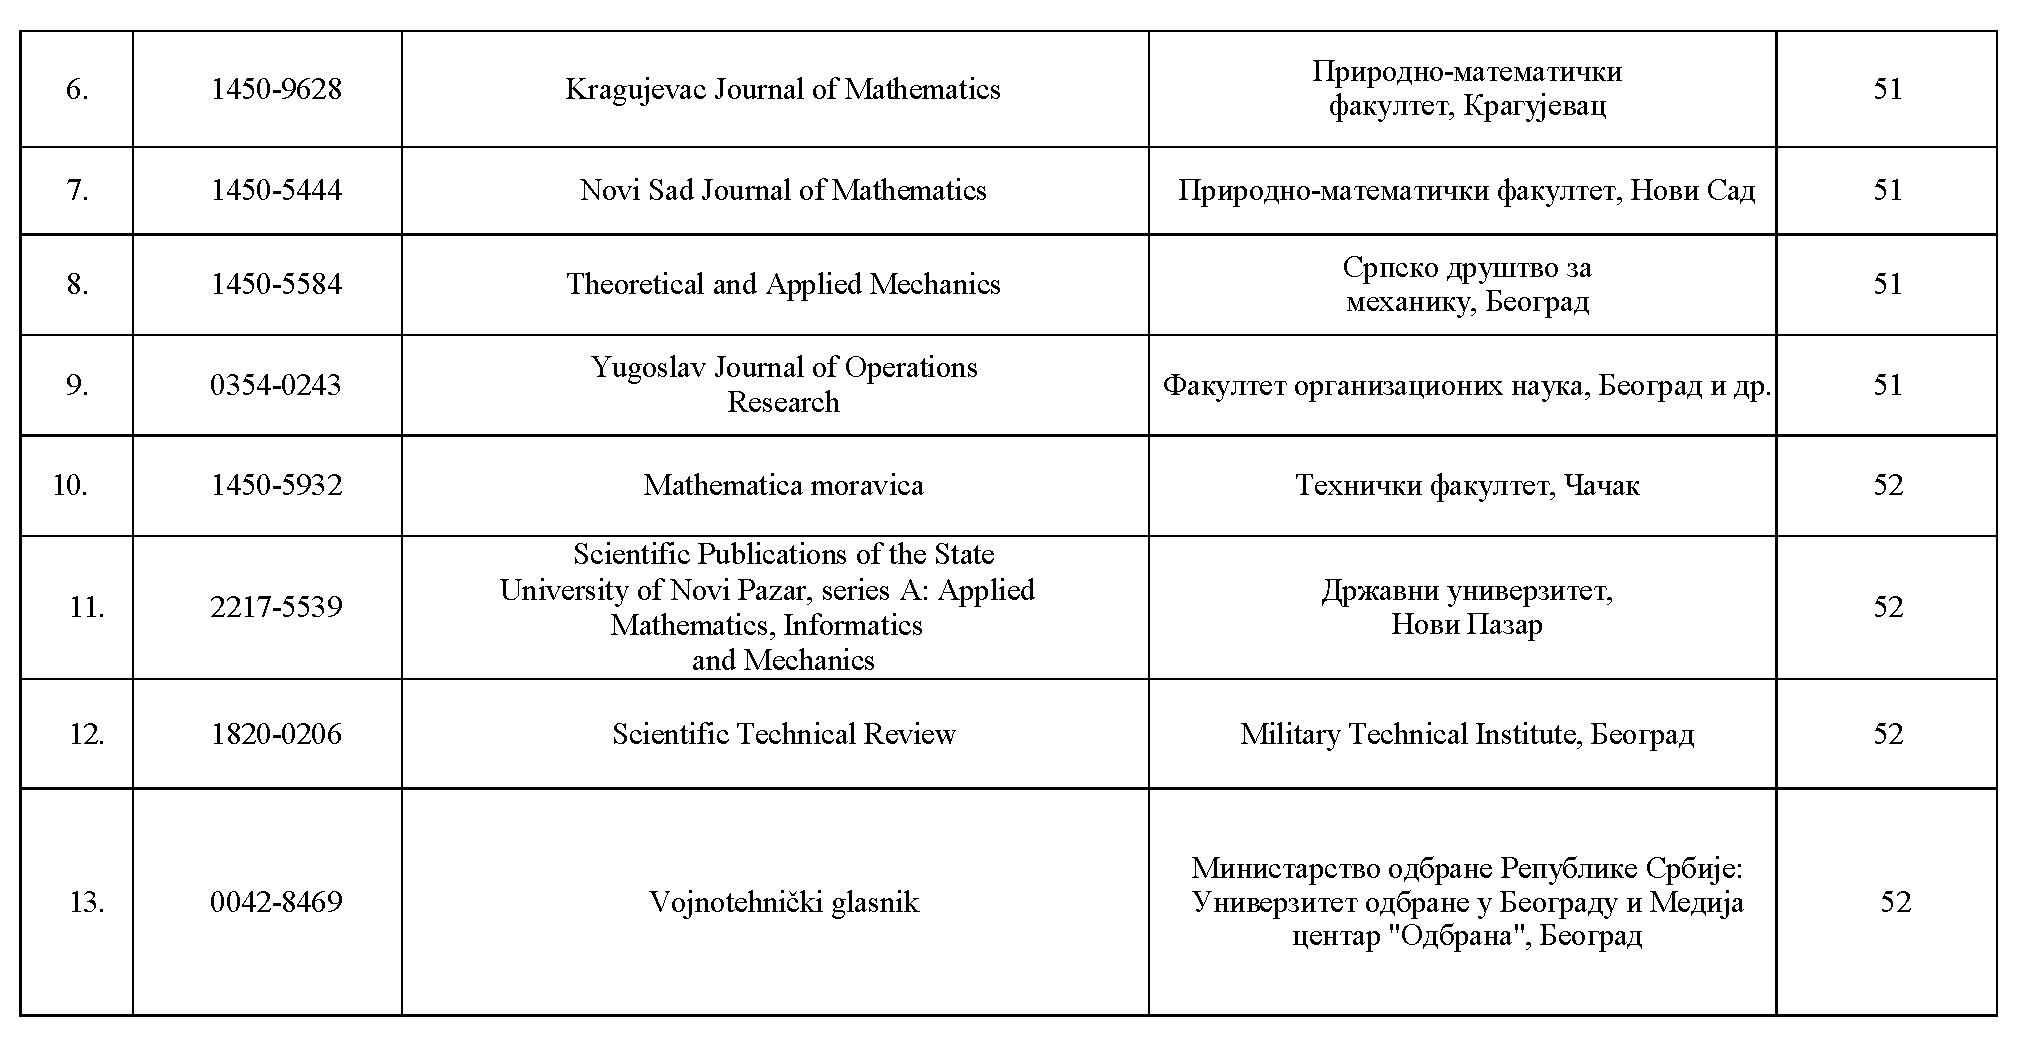 6.
1450-9628
Kragujevac Journal of Mathematics
Природно-математички
факултет, Крагујевац
51
7.
1450-5444
Novi Sad Journal of Mathematics
Природно-математички факултет, Нови Сад
51
8.
1450-5584
Theoretical and Applied Mechanics
Српско друштво за
механику, Београд
51
9.
0354-0243
Yugoslav Journal of Operations
Research
Факултет организационих наука, Београд и др.
51
10.
1450-5932
Mathematica moravica
Технички факултет, Чачак
52
11.
2217-5539
Scientific Publications of the State
University of Novi Pazar, series A: Applied
Mathematics, Informatics
and Mechanics
Државни универзитет,
Нови Пазар
52
12.
1820-0206
Scientific Technical Review
Military Technical Institute, Београд
52
13.
0042-8469
Vojnotehnički glasnik
Министарство одбране Републике Србије:
Универзитет одбране у Београду и Медија
центар "Одбрана", Београд
52